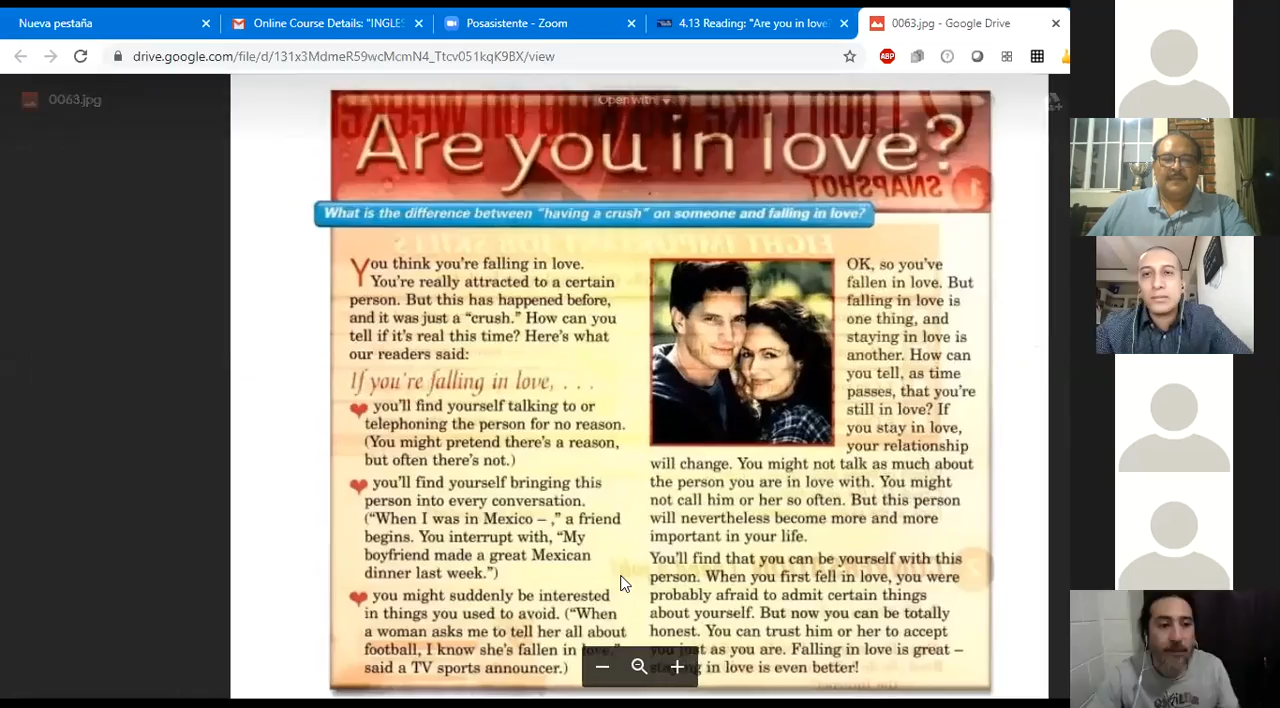 Nueva pestaña
Online Course Details: "INGLES
Posasistente - Zoom
4.13 Reading: "Are you in love
0063.jpg - Google Drive
drive.google.com/file/d/131x3MdmeR59wcMcmN4_Ttcv051kqK9BX/view
ABP
0063.jpg
Open with
Are you in love?
SNAPSHOT
What is the difference between "having a crush" on someone and falling in love?
You think you're falling in love.
You're really attracted to a certain
person. But this has happened before,
and it was just a "crush." How can you
tell if it's real this time? Here's what
our readers said:
If you're falling in love, . . .
you'll find yourself talking to or
telephoning the person for no reason.
(You might pretend there's a reason,
but often there's not.)
you'll find yourself bringing this
person into every conversation.
("When I was in Mexico – ," a friend
begins. You interrupt with, "My
boyfriend made a great Mexican
dinner last week.")
you might suddenly be interested
in things you used to avoid. ("When
a woman asks me to tell her all about
football, I know she's fallen in love,"
said a TV sports announcer.)
OK, so you've
fallen in love. But
falling in love is
one thing, and
staying in love is
another. How can
you tell, as time
passes, that you're
still in love? If
you stay in love,
your relationship
will change. You might not talk as much about
the person you are in love with. You might
not call him or her so often. But this person
will nevertheless become more and more
important in your life.
You'll find that you can be yourself with this
person. When you first fell in love, you were
probably afraid to admit certain things
about yourself. But now you can be totally
honest. You can trust him or her to accept
you just as you are. Falling in love is great –
staying in love is even better!